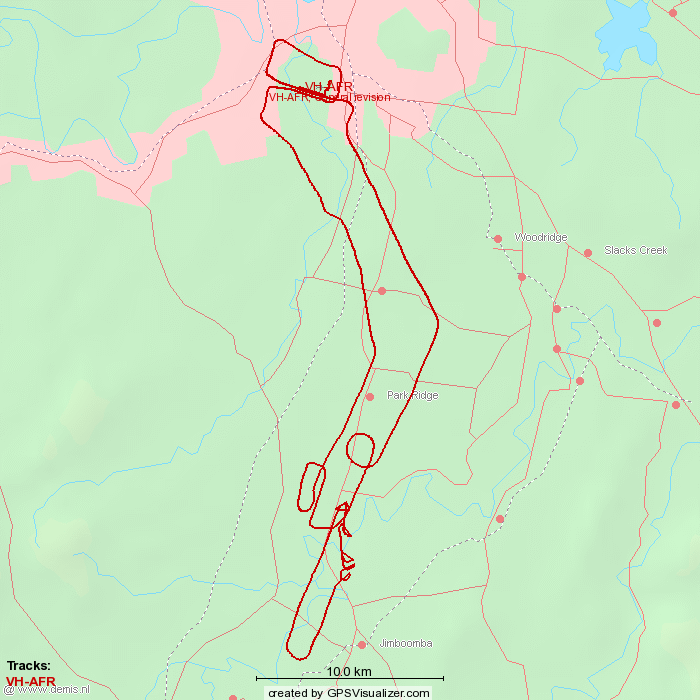 VH-AFR
VH-AFR,
Woodridge
Slacks Creek
Park Ridge
Jimboomba
Tracks:
VH-AFR
@ www.demis.nl
10.0 km
created by GPSVisualizer.com